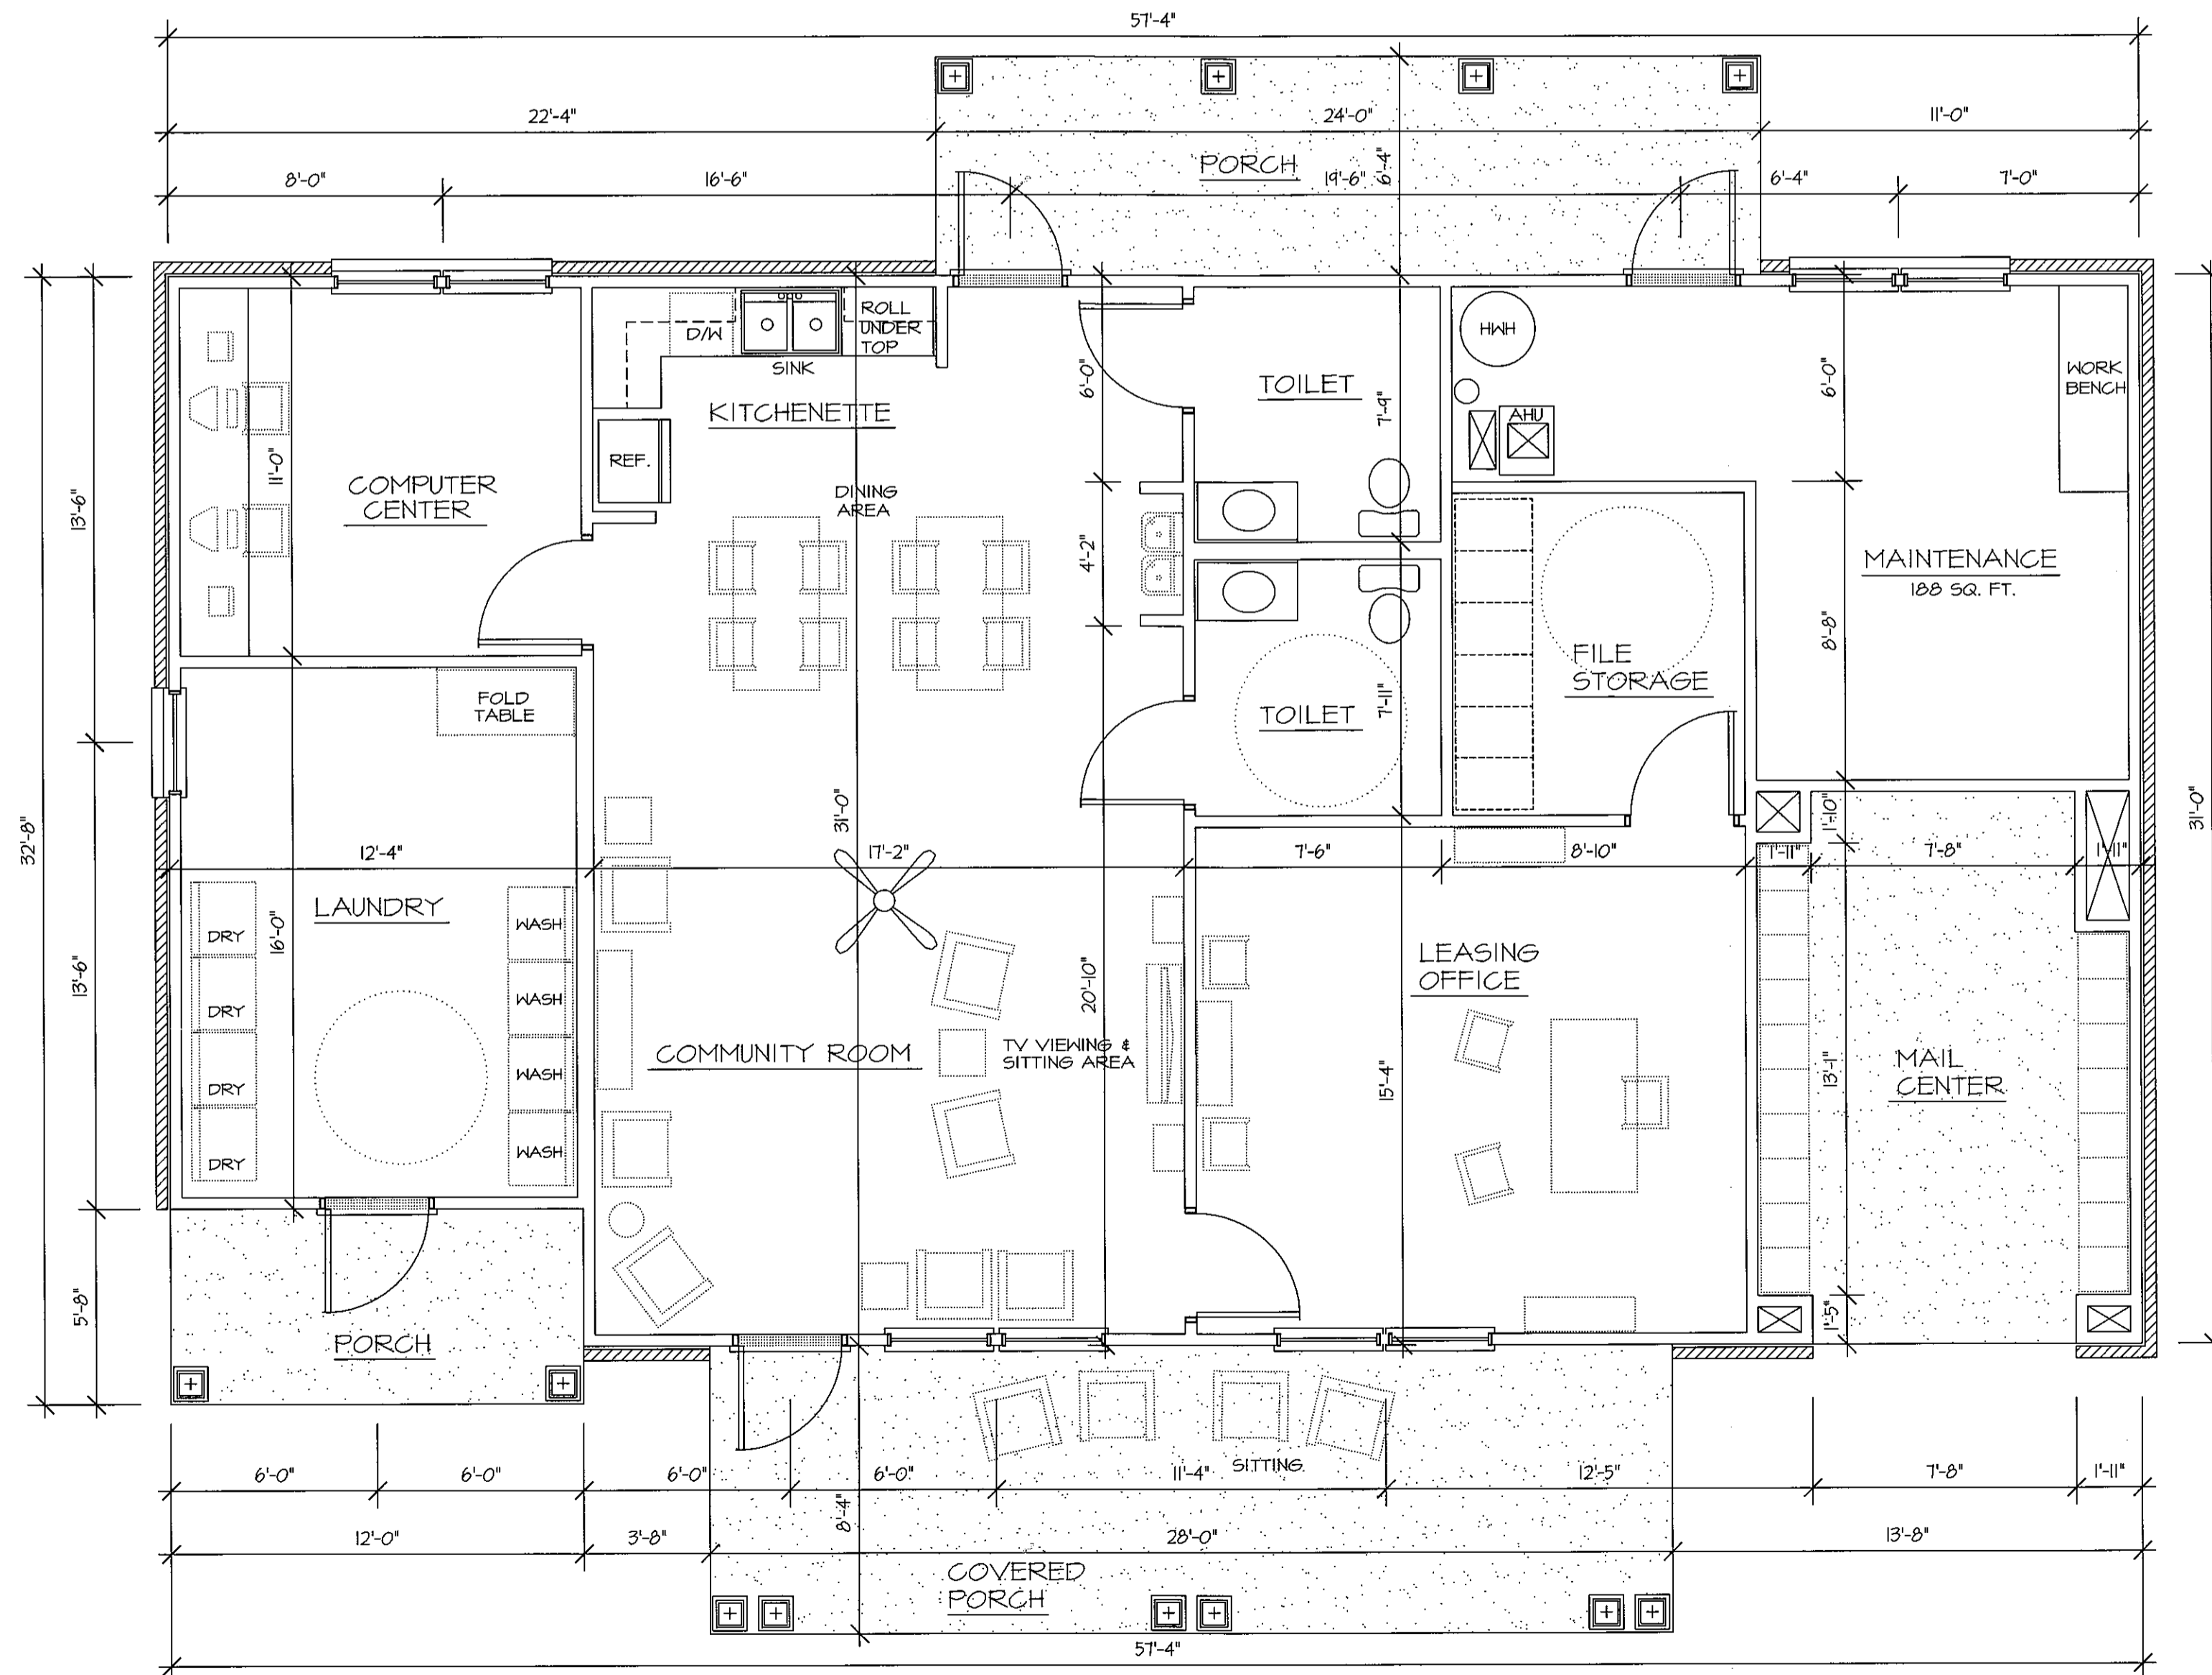 57'-4"
22'-4"
24'-0"
11'-0"
8'-0"
16'-6"
PORCH
19'-6"
6'-4"
6'-4"
7'-0"
D/W
SINK
ROLL
UNDER
TOP
HWH
WORK
BENCH
AHU
KITCHENETTE
REF.
TOILET
6'-0"
7'-9"
6'-0"
COMPUTER
CENTER
11'-0"
13'-6"
DINING
AREA
4'-2"
MAINTENANCE
188 SQ. FT.
8'-8"
FILE
STORAGE
FOLD
TABLE
TOILET
7'-11"
32'-8"
31'-0"
31'-0"
1'-10"
12'-4"
17'-2"
7'-6"
8'-10"
1'-11"
7'-8"
1'-11"
LAUNDRY
16'-0"
DRY
DRY
DRY
DRY
WASH
WASH
WASH
WASH
13'-6"
COMMUNITY ROOM
20'-10"
TV VIEWING &
SITTING AREA
LEASING
OFFICE
15'-4"
13'-1"
MAIL
CENTER
5'-8"
PORCH
1'-5"
SITTING
6'-0"
6'-0"
6'-0"
6'-0"
11'-4"
12'-5"
7'-8"
1'-11"
8'-4"
12'-0"
3'-8"
28'-0"
13'-8"
COVERED
PORCH
57'-4"